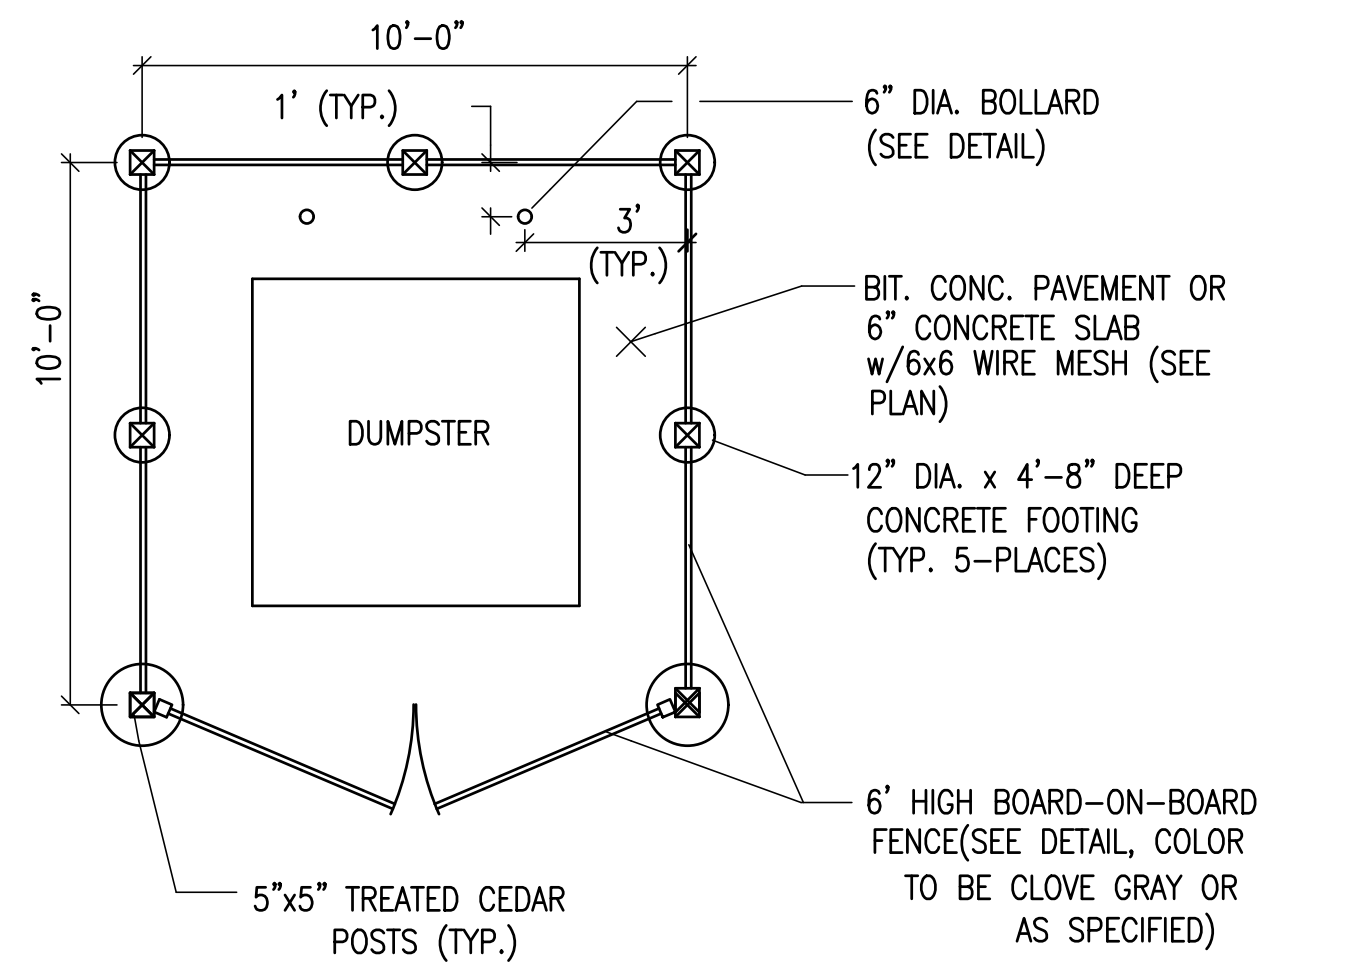 10'-0"
1' (TYP.)
6" DIA. BOLLARD
(SEE DETAIL)
3'
(TYP.)
10'-0"
BIT. CONC. PAVEMENT OR
6" CONCRETE SLAB
w/6x6 WIRE MESH (SEE
PLAN)
DUMPSTER
12" DIA. x 4'-8" DEEP
CONCRETE FOOTING
(TYP. 5-PLACES)
6' HIGH BOARD-ON-BOARD
FENCE(SEE DETAIL, COLOR
TO BE CLOVE GRAY OR
AS SPECIFIED)
5"x5" TREATED CEDAR
POSTS (TYP.)